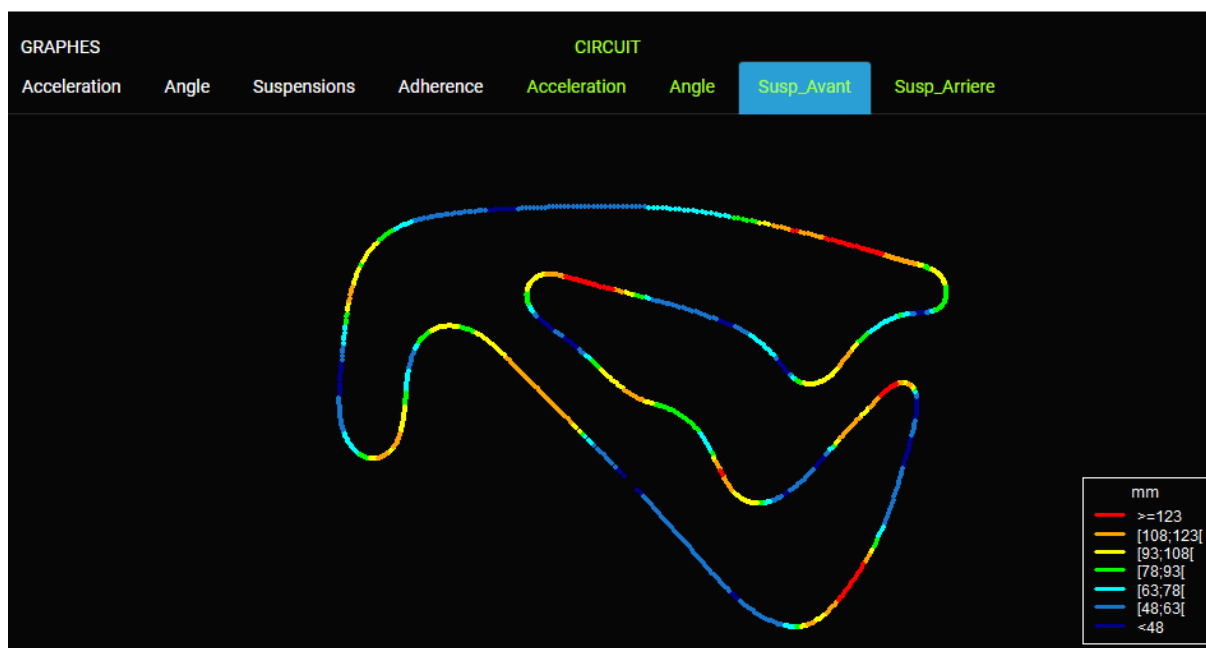 GRAPHES CIRCUIT
Acceleration Angle Suspensions Adherence Acceleration Angle Susp_Avant Susp_Arriere
mm
>=123
[108;123[
[93;108[
[78;93[
[63;78[
[48;63[
<48